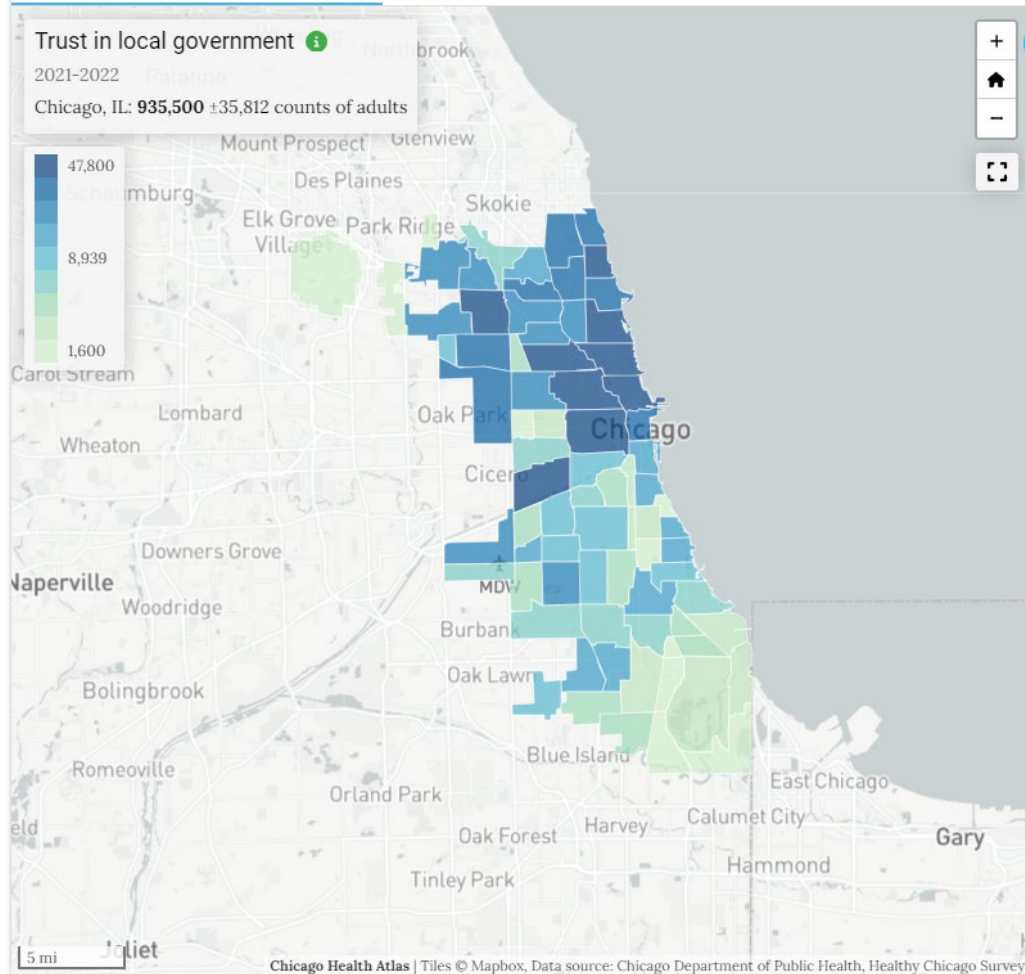 Trust in local government
2021-2022
Chicago, IL: 935,500 ±35,812 counts of adults
47,800
8,939
1,600
+
−
Northbrook
Palatine
Glenview
Mount Prospect
Des Plaines
Schaumburg
Skokie
Elk Grove
Village
Park Ridge
Carol Stream
Lombard
Oak Park
Chicago
Wheaton
Cicero
Downers Grove
Naperville
MDW
Woodridge
Burbank
Oak Lawn
Bolingbrook
Blue Island
Romeoville
East Chicago
Orland Park
Calumet City
eld
Harvey
Oak Forest
Gary
Hammond
Tinley Park
Joliet
5 mi
Chicago Health Atlas | Tiles © Mapbox, Data source: Chicago Department of Public Health, Healthy Chicago Survey